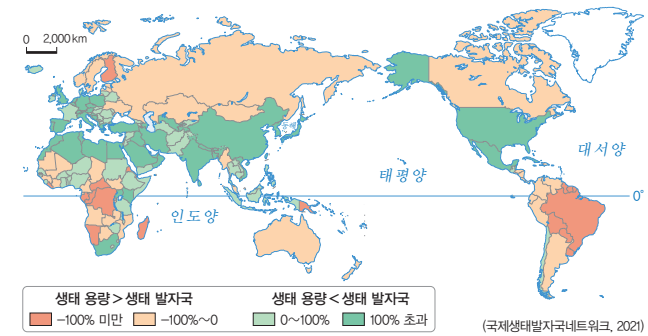 0 2,000 km
대서양
태평양
0°
인도양
생태 용량>생태 발자국 생태 용량<생태 발자국
-100% 미만 -100%~0 0~100% 100% 초과
(국제생태발자국네트워크, 2021)